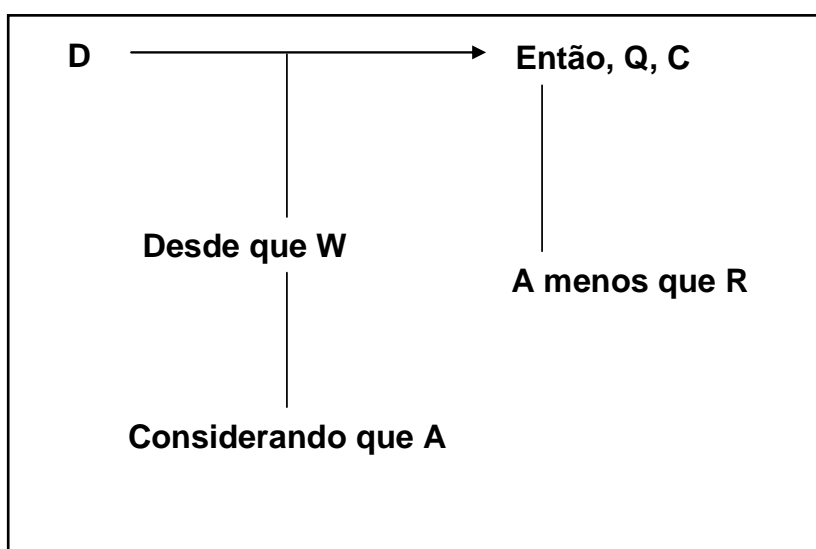 D
Então, Q, C
Desde que W
A menos que R
Considerando que A